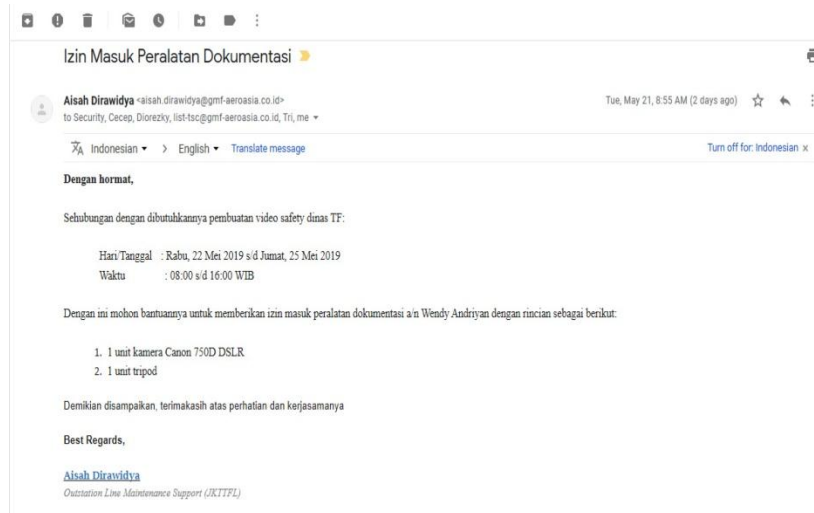 Izin Masuk Peralatan Dokumentasi
Aisah Dirawidya <aisah.dirawidya@gmf-aeroasia.co.id>
Tue, May 21, 8:55 AM (2 days ago)
to Security, Cecep, Diorezky, list-tsc@gmf-aeroasia.co.id, Tri, me
Indonesian > English Translate message
Turn off for: Indonesian x
Dengan hormat,
Sehubungan dengan dibutuhkannya pembuatan video safety dinas TF:
Hari/Tanggal : Rabu, 22 Mei 2019 s/d Jumat, 25 Mei 2019
Waktu : 08:00 s/d 16:00 WIB
Dengan ini mohon bantuannya untuk memberikan izin masuk peralatan dokumentasi a/n Wendy Andriyan dengan rincian sebagai berikut:
1. 1 unit kamera Canon 750D DSLR
2. 1 unit tripod
Demikian disampaikan, terimakasih atas perhatian dan kerjasamanya
Best Regards,
Aisah Dirawidya
Outstation Line Maintenance Support (JKTTFL)